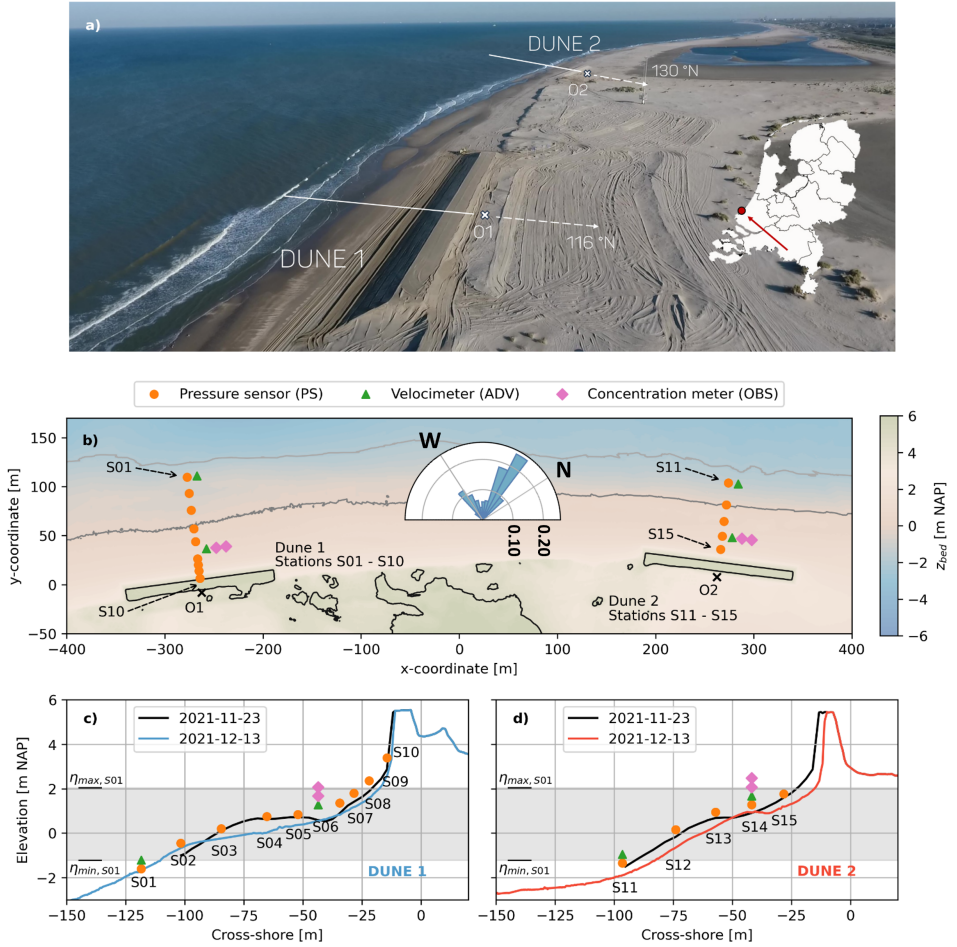 a)
DUNE 2
130 °N
O2
O1
116 °N
DUNE 1
Pressure sensor (PS)
Velocimeter (ADV)
Concentration meter (OBS)
b)
W
N
0.10
0.20
S01
S10
O1
Dune 1
Stations S01 - S10
S11
S15
O2
Dune 2
Stations S11 - S15
150
100
50
0
−50
y-coordinate [m]
−400
−300
−200
−100
0
100
200
300
400
x-coordinate [m]
6
4
2
0
−2
−4
−6
z_bed [m NAP]
c)
2021-11-23
2021-12-13
η_max, S01
η_min, S01
S01
S02
S03
S04
S05
S06
S07
S08
S09
S10
DUNE 1
6
4
2
0
−2
Elevation [m NAP]
−150
−125
−100
−75
−50
−25
0
Cross-shore [m]
d)
2021-11-23
2021-12-13
η_max, S01
η_min, S01
S11
S12
S13
S14
S15
DUNE 2
−150
−125
−100
−75
−50
−25
0
Cross-shore [m]